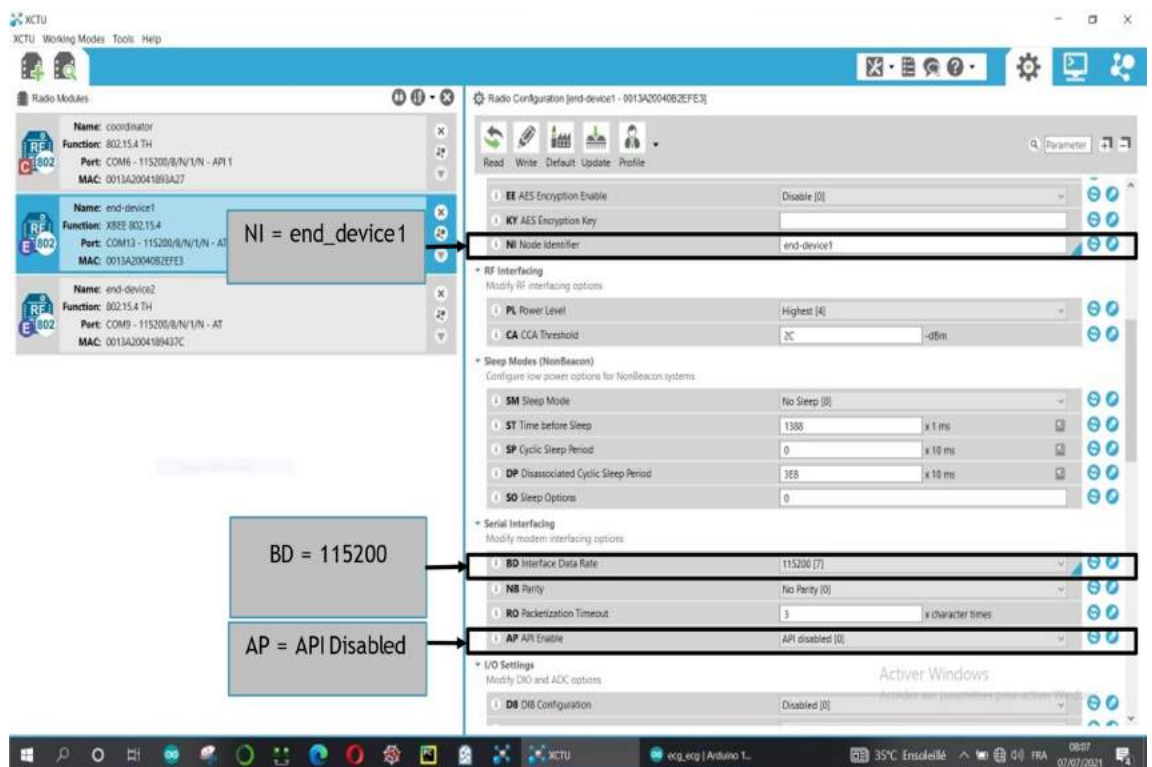 XCTU
XCTU Working Modes Tools Help
Radio Modules
Name: coordinator
Function: 802.15.4 TH
Port: COM6 - 115200/8/N/1/N - API 1
MAC: 0013A20041893A27
Name: end-device1
Function: XBEE 802.15.4
Port: COM13 - 115200/8/N/1/N - AT
MAC: 0013A20040B2EFE3
Name: end-device2
Function: 802.15.4 TH
Port: COM9 - 115200/8/N/1/N - AT
MAC: 0013A2004189437C
NI = end_device1
BD = 115200
AP = API Disabled
Radio Configuration [end-device1 - 0013A20040B2EFE3]
Read Write Default Update Profile
Parameter
EE AES Encryption Enable Disable [0]
KY AES Encryption Key
NI Node Identifier end-device1
RF Interfacing
Modify RF interfacing options
PL Power Level Highest [4]
CA CCA Threshold 2C -dBm
Sleep Modes (NonBeacon)
Configure low power options for NonBeacon systems
SM Sleep Mode No Sleep [0]
ST Time before Sleep 1388 x 1 ms
SP Cyclic Sleep Period 0 x 10 ms
DP Disassociated Cyclic Sleep Period 3E8 x 10 ms
SO Sleep Options 0
Serial Interfacing
Modify modem interfacing options
BD Interface Data Rate 115200 [7]
NB Parity No Parity [0]
RO Packetization Timeout 3 x character times
AP API Enable API disabled [0]
I/O Settings
Modify DIO and ADC options
Activer Windows
D8 DI8 Configuration Disabled [0]
XCTU
ecg_ecg | Arduino 1...
35°C Ensoleillé
FRA
08:07
07/07/2021